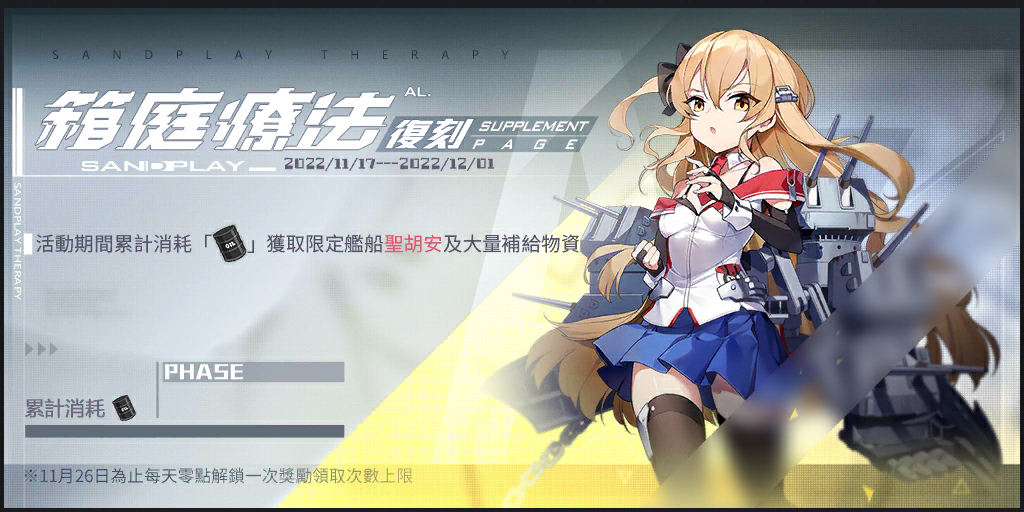 SANDPLAY THERAPY
箱庭療法 AL.
復刻 SUPPLEMENT PAGE
SANDPLAY 2022/11/17---2022/12/01
SANDPLAYTHERAPY
活動期間累計消耗「OIL」獲取限定艦船聖胡安及大量補給物資
PHASE
累計消耗 OIL
※11月26日為止每天零點解鎖一次獎勵領取次數上限